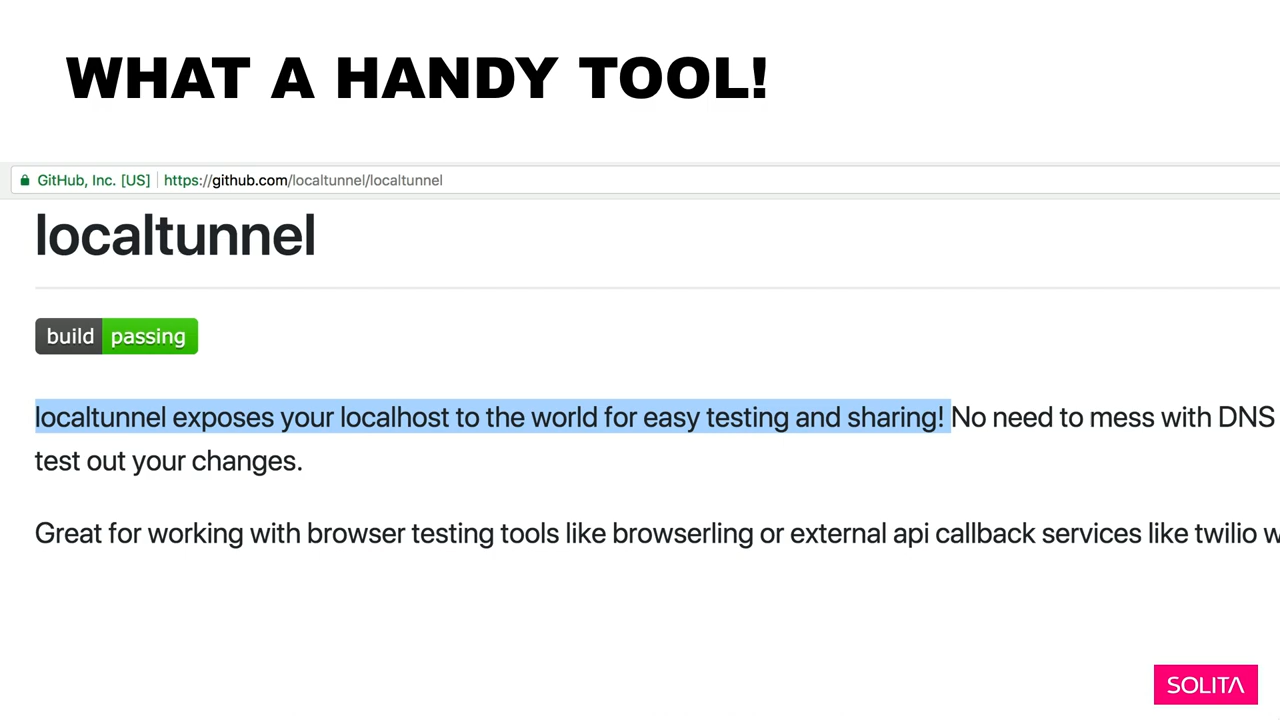 WHAT A HANDY TOOL!
GitHub, Inc. [US] https://github.com/localtunnel/localtunnel
localtunnel
build passing
localtunnel exposes your localhost to the world for easy testing and sharing! No need to mess with DNS
test out your changes.
Great for working with browser testing tools like browserling or external api callback services like twilio w
SOLITA